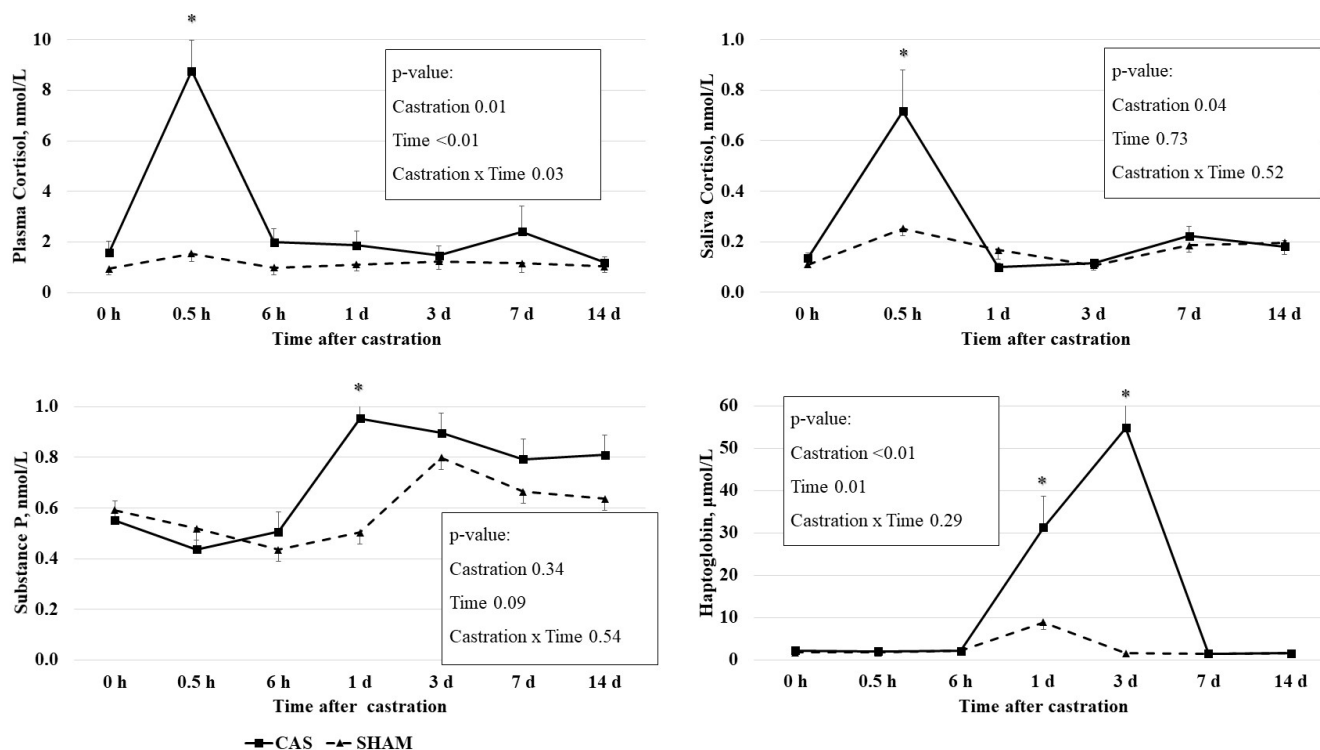 *
Plasma Cortisol, nmol/L
10
8
6
4
2
0
p-value:
Castration 0.01
Time <0.01
Castration x Time 0.03
0 h 0.5 h 6 h 1 d 3 d 7 d 14 d
Time after castration
*
Saliva Cortisol, nmol/L
1.0
0.8
0.6
0.4
0.2
0.0
p-value:
Castration 0.04
Time 0.73
Castration x Time 0.52
0 h 0.5 h 1 d 3 d 7 d 14 d
Tiem after castration
*
Substance P, nmol/L
1.0
0.8
0.6
0.4
0.2
0.0
p-value:
Castration 0.34
Time 0.09
Castration x Time 0.54
0 h 0.5 h 6 h 1 d 3 d 7 d 14 d
Time after castration
*
*
Haptoglobin, μmol/L
60
50
40
30
20
10
0
p-value:
Castration <0.01
Time 0.01
Castration x Time 0.29
0 h 0.5 h 6 h 1 d 3 d 7 d 14 d
Time after castration
CAS SHAM